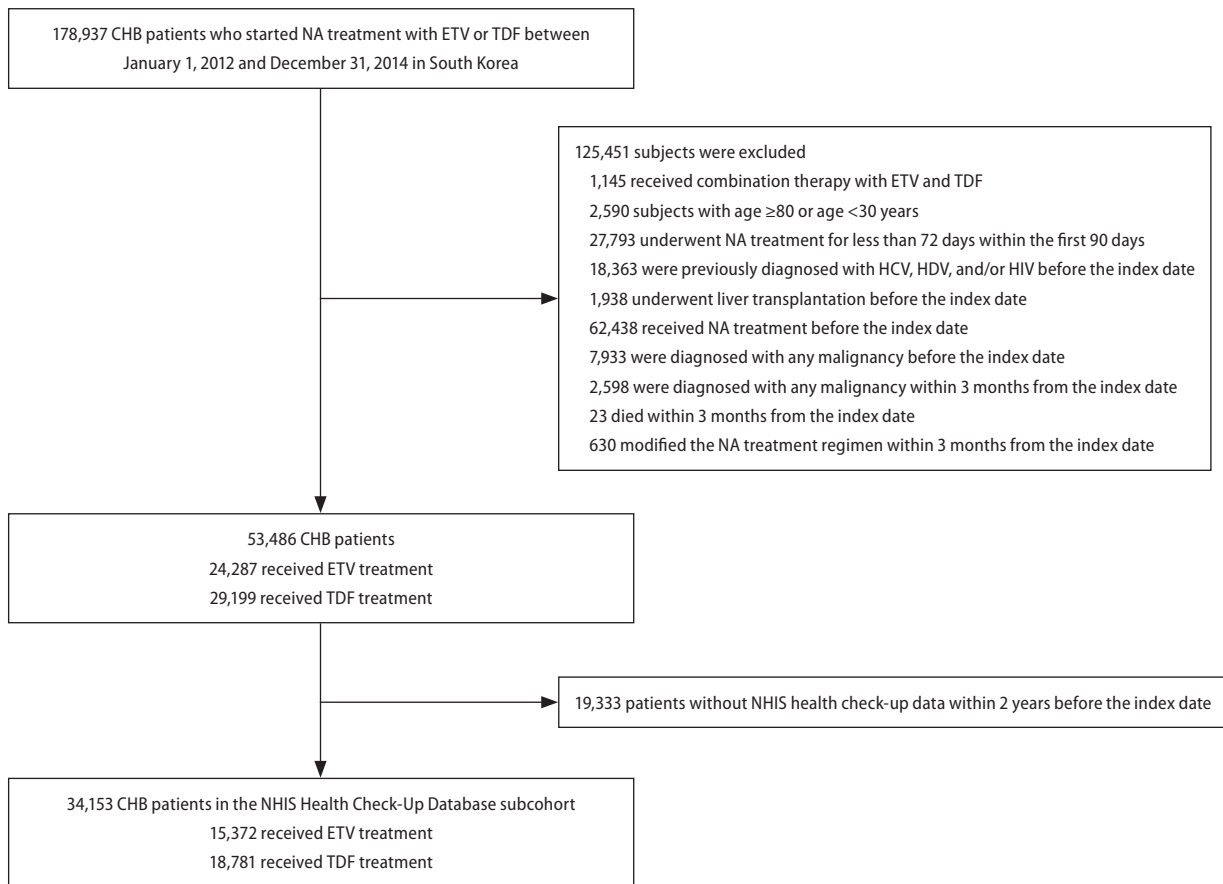 178,937 CHB patients who started NA treatment with ETV or TDF between
January 1, 2012 and December 31, 2014 in South Korea
125,451 subjects were excluded
1,145 received combination therapy with ETV and TDF
2,590 subjects with age ≥80 or age <30 years
27,793 underwent NA treatment for less than 72 days within the first 90 days
18,363 were previously diagnosed with HCV, HDV, and/or HIV before the index date
1,938 underwent liver transplantation before the index date
62,438 received NA treatment before the index date
7,933 were diagnosed with any malignancy before the index date
2,598 were diagnosed with any malignancy within 3 months from the index date
23 died within 3 months from the index date
630 modified the NA treatment regimen within 3 months from the index date
53,486 CHB patients
24,287 received ETV treatment
29,199 received TDF treatment
19,333 patients without NHIS health check-up data within 2 years before the index date
34,153 CHB patients in the NHIS Health Check-Up Database subcohort
15,372 received ETV treatment
18,781 received TDF treatment